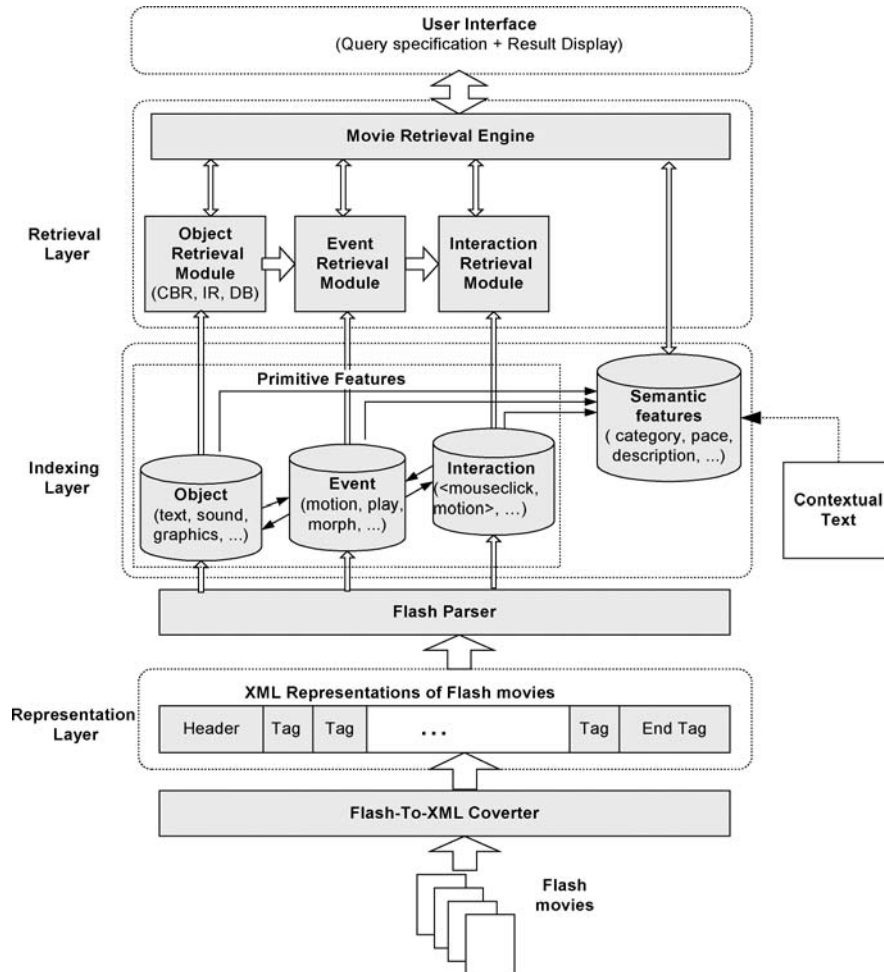 User Interface
(Query specification + Result Display)
Movie Retrieval Engine
Retrieval
Layer
Object
Retrieval
Module
(CBR, IR, DB)
Event
Retrieval
Module
Interaction
Retrieval
Module
Primitive Features
Semantic
features
( category, pace,
description, ...)
Indexing
Layer
Object
(text, sound,
graphics, ...)
Event
(motion, play,
morph, ...)
Interaction
(<mouseclick,
motion>, ...)
Contextual
Text
Flash Parser
Representation
Layer
XML Representations of Flash movies
Header
Tag
Tag
...
Tag
End Tag
Flash-To-XML Coverter
Flash
movies